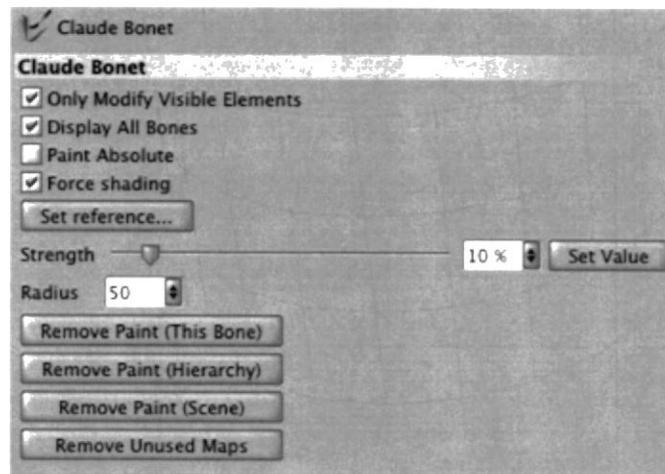 Claude Bonet
Claude Bonet
Only Modify Visible Elements
Display All Bones
Paint Absolute
Force shading
Set reference...
Strength 10 % Set Value
Radius 50
Remove Paint (This Bone)
Remove Paint (Hierarchy)
Remove Paint (Scene)
Remove Unused Maps